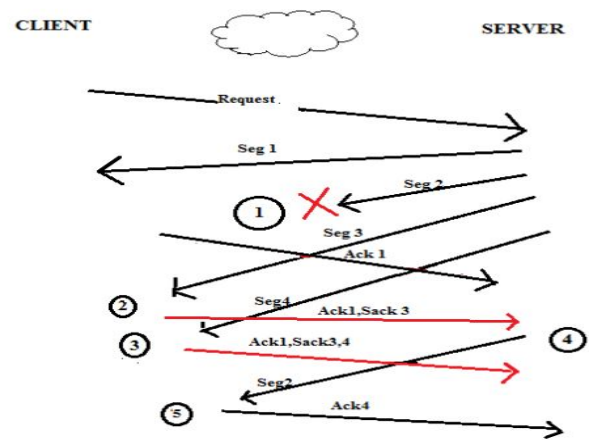 CLIENT
SERVER
Request .
Seg 1
Seg 2
1
Seg 3
Ack 1
2
Seg4
Ack1,Sack 3
3
Ack1,Sack3,4
4
Seg2
5
Ack4